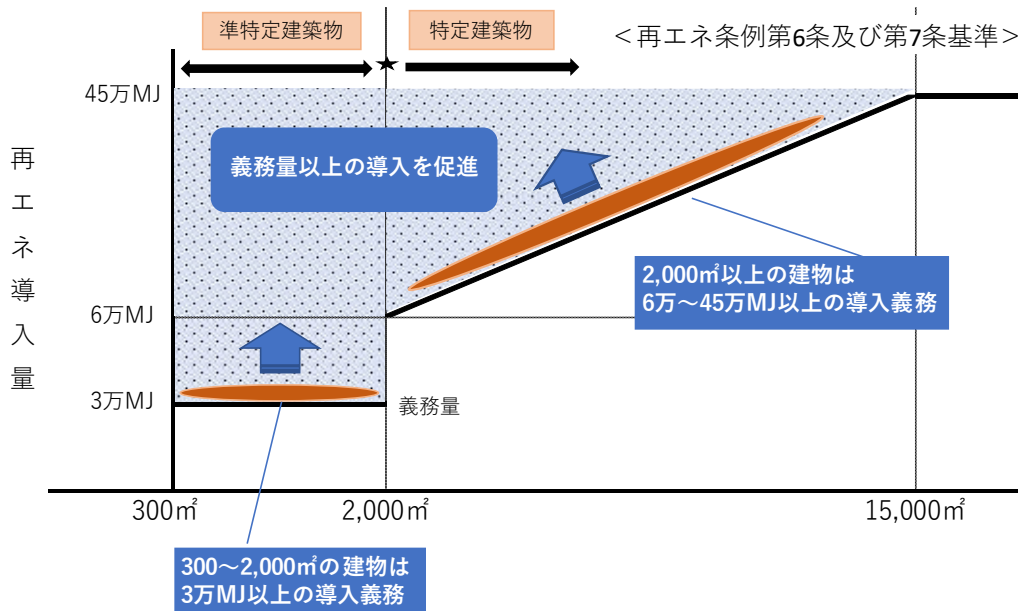 準特定建築物
特定建築物
＜再エネ条例第6条及び第7条基準＞
45万MJ
再エネ導入量
義務量以上の導入を促進
2,000㎡以上の建物は
6万～45万MJ以上の導入義務
6万MJ
3万MJ
義務量
300㎡
2,000㎡
15,000㎡
300～2,000㎡の建物は
3万MJ以上の導入義務